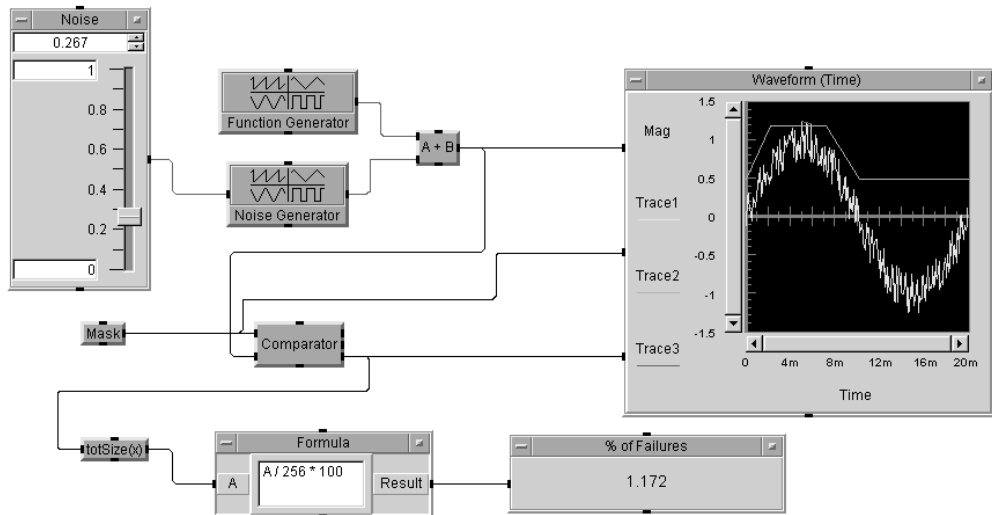 Noise
0.267
1
0.8
0.6
0.4
0.2
0
Function Generator
Noise Generator
A + B
Mask
Comparator
totSize(x)
Formula
A
A / 256 * 100
Result
% of Failures
1.172
Waveform (Time)
Mag
Trace1
Trace2
Trace3
1.5
1
0.5
0
-0.5
-1
-1.5
0 4m 8m 12m 16m 20m
Time